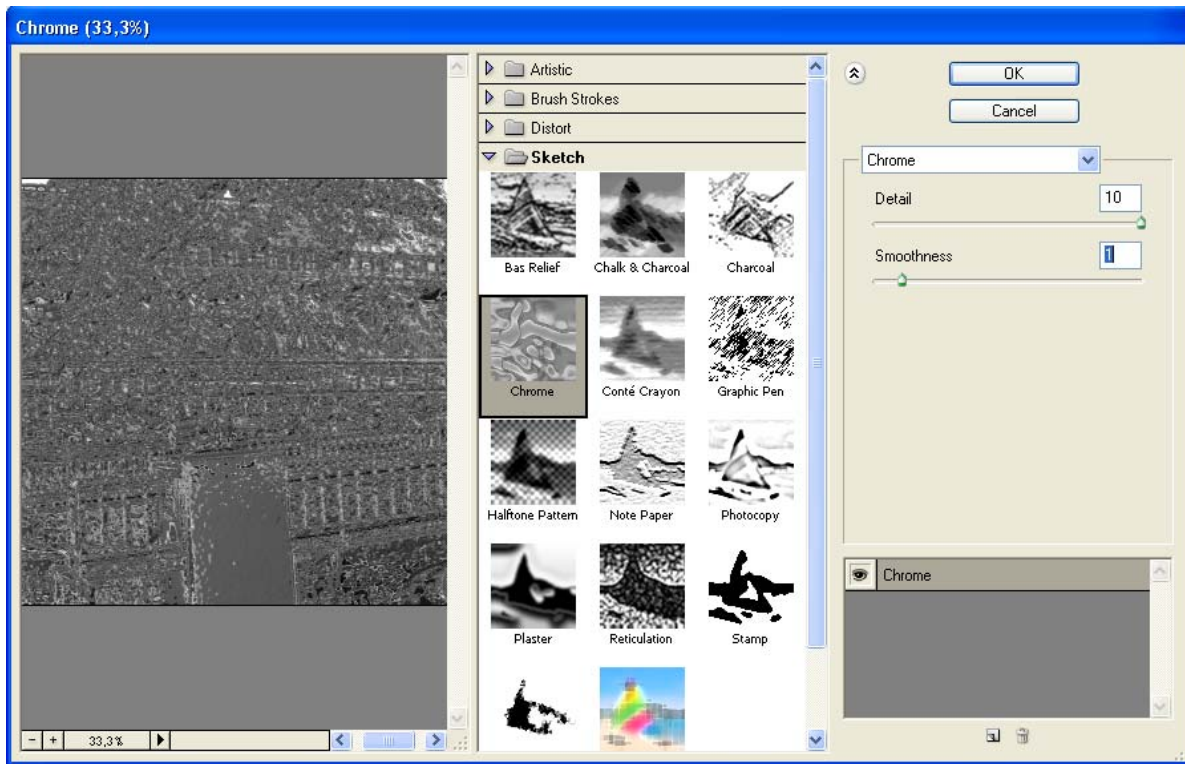 Chrome (33,3%)
Artistic
Brush Strokes
Distort
Sketch
Bas Relief
Chalk & Charcoal
Charcoal
Chrome
Conté Crayon
Graphic Pen
Halftone Pattern
Note Paper
Photocopy
Plaster
Reticulation
Stamp
33,3%
OK
Cancel
Chrome
Detail 10
Smoothness 1
Chrome